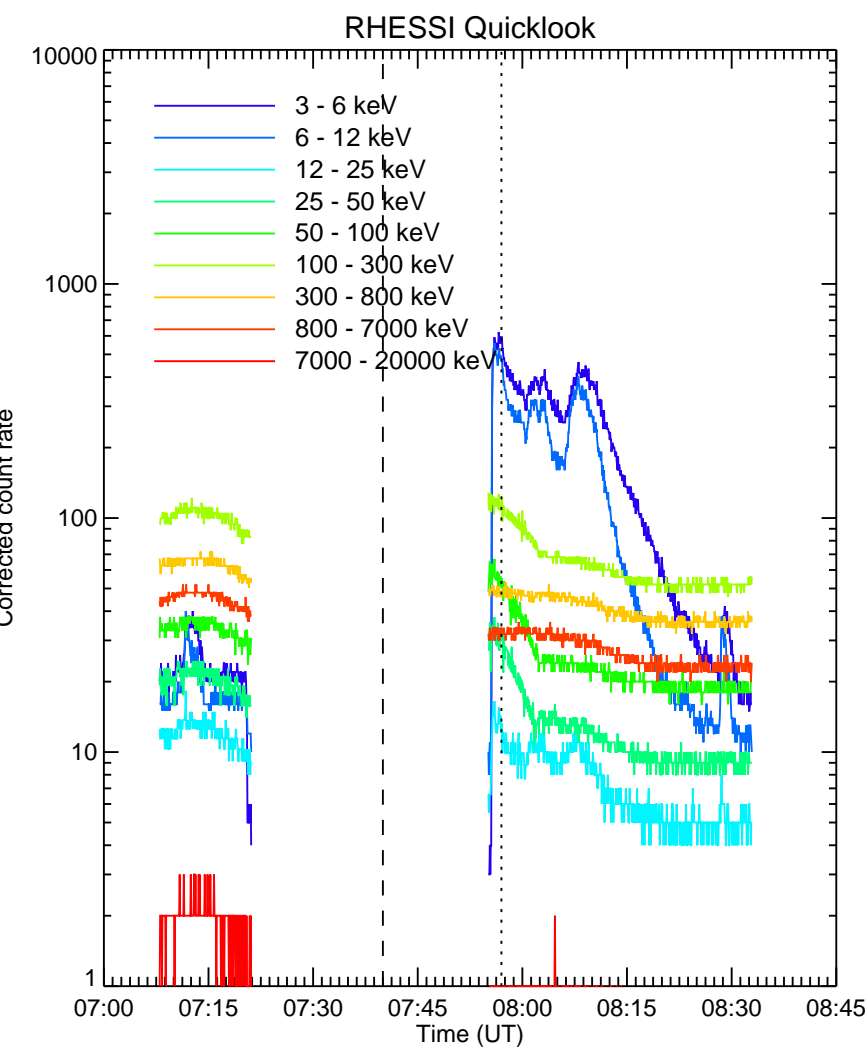 RHESSI Quicklook
10000
1000
100
10
1
Corrected count rate
3 - 6 keV
6 - 12 keV
12 - 25 keV
25 - 50 keV
50 - 100 keV
100 - 300 keV
300 - 800 keV
800 - 7000 keV
7000 - 20000 keV
07:00 07:15 07:30 07:45 08:00 08:15 08:30 08:45
Time (UT)